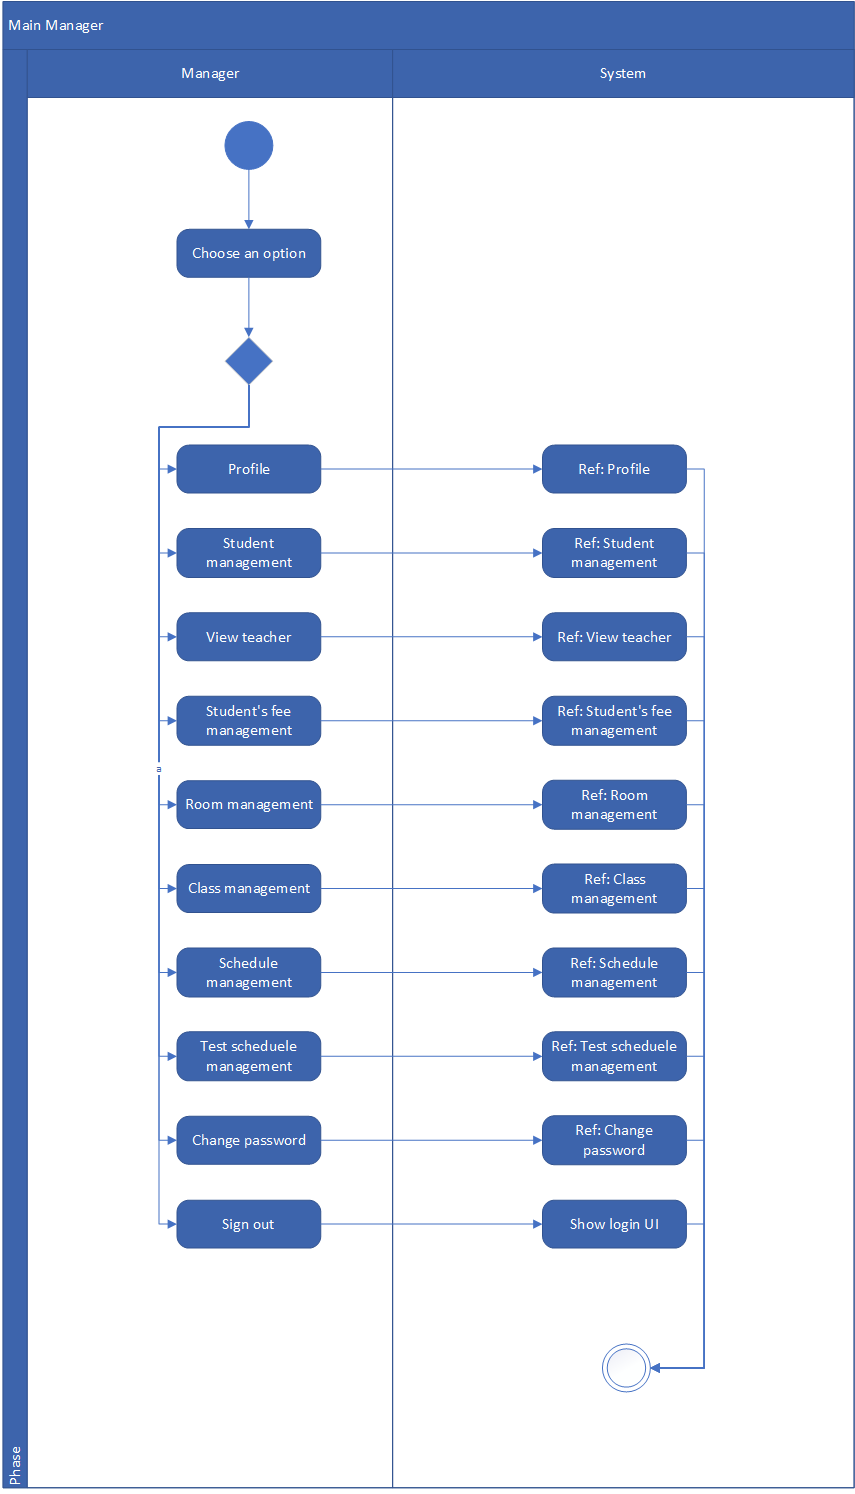 Main Manager
Manager
System
Choose an option
Profile
Ref: Profile
Student
management
Ref: Student
management
View teacher
Ref: View teacher
Student's fee
management
Ref: Student's fee
management
a
Room management
Ref: Room
management
Class management
Ref: Class
management
Schedule
management
Ref: Schedule
management
Test scheduele
management
Ref: Test scheduele
management
Change password
Ref: Change
password
Sign out
Show login UI
Phase